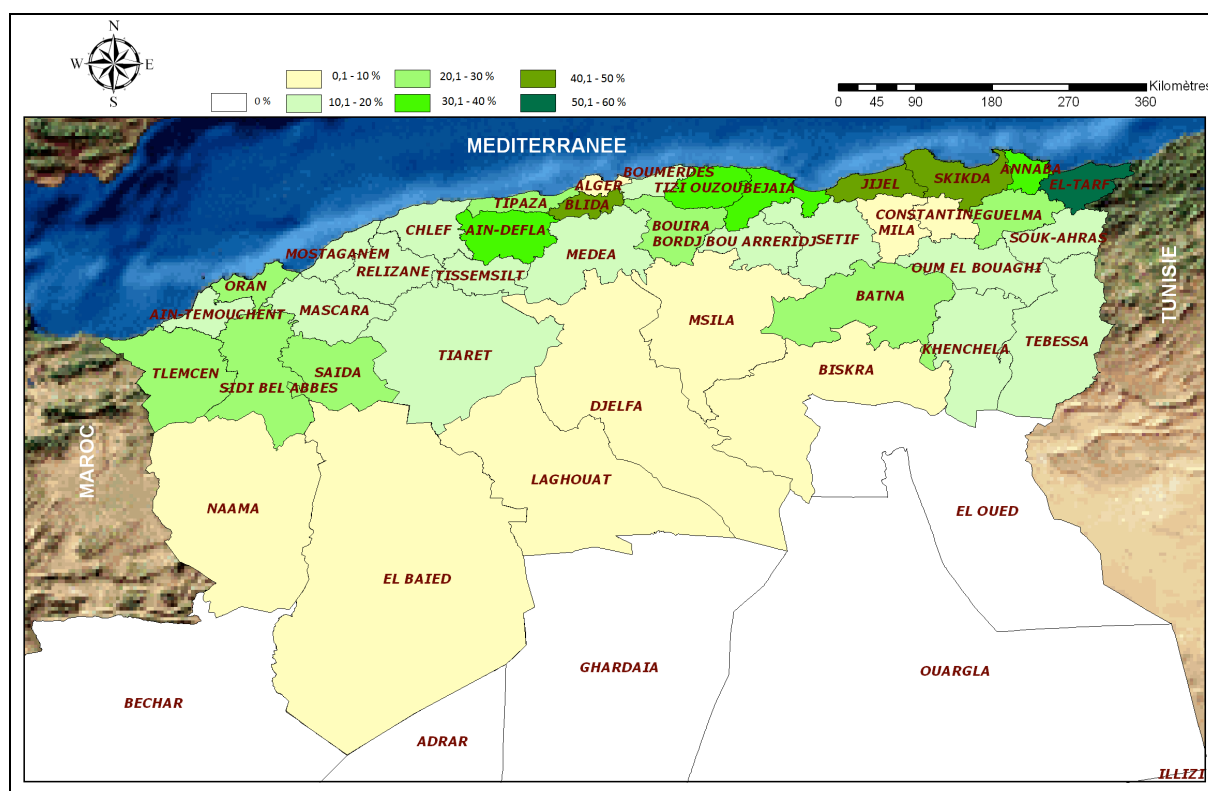 N
W E
S
0,1 - 10 % 20,1 - 30 % 40,1 - 50 %
0 % 10,1 - 20 % 30,1 - 40 % 50,1 - 60 %
Kilomètres
0 45 90 180 270 360
MEDITERRANEE
MAROC
TUNISIE
BOUMERDES
ALGER
TIZI OUZOU
BEJAIA
JIJEL
SKIKDA
ANNABA
EL-TARF
TIPAZA
BLIDA
CHLEF
AIN-DEFLA
BOUIRA
CONSTANTINE
GUELMA
MILA
BORDJ BOU ARRERIDJ
SETIF
SOUK-AHRAS
MOSTAGANEM
MEDEA
RELIZANE
TISSEMSILT
OUM EL BOUAGHI
ORAN
BATNA
AIN-TEMOUCHENT
MASCARA
MSILA
TIARET
KHENCHELA
TEBESSA
TLEMCEN
SAIDA
BISKRA
SIDI BEL ABBES
DJELFA
LAGHOUAT
NAAMA
EL OUED
EL BAIED
GHARDAIA
OUARGLA
BECHAR
ADRAR
ILLIZI